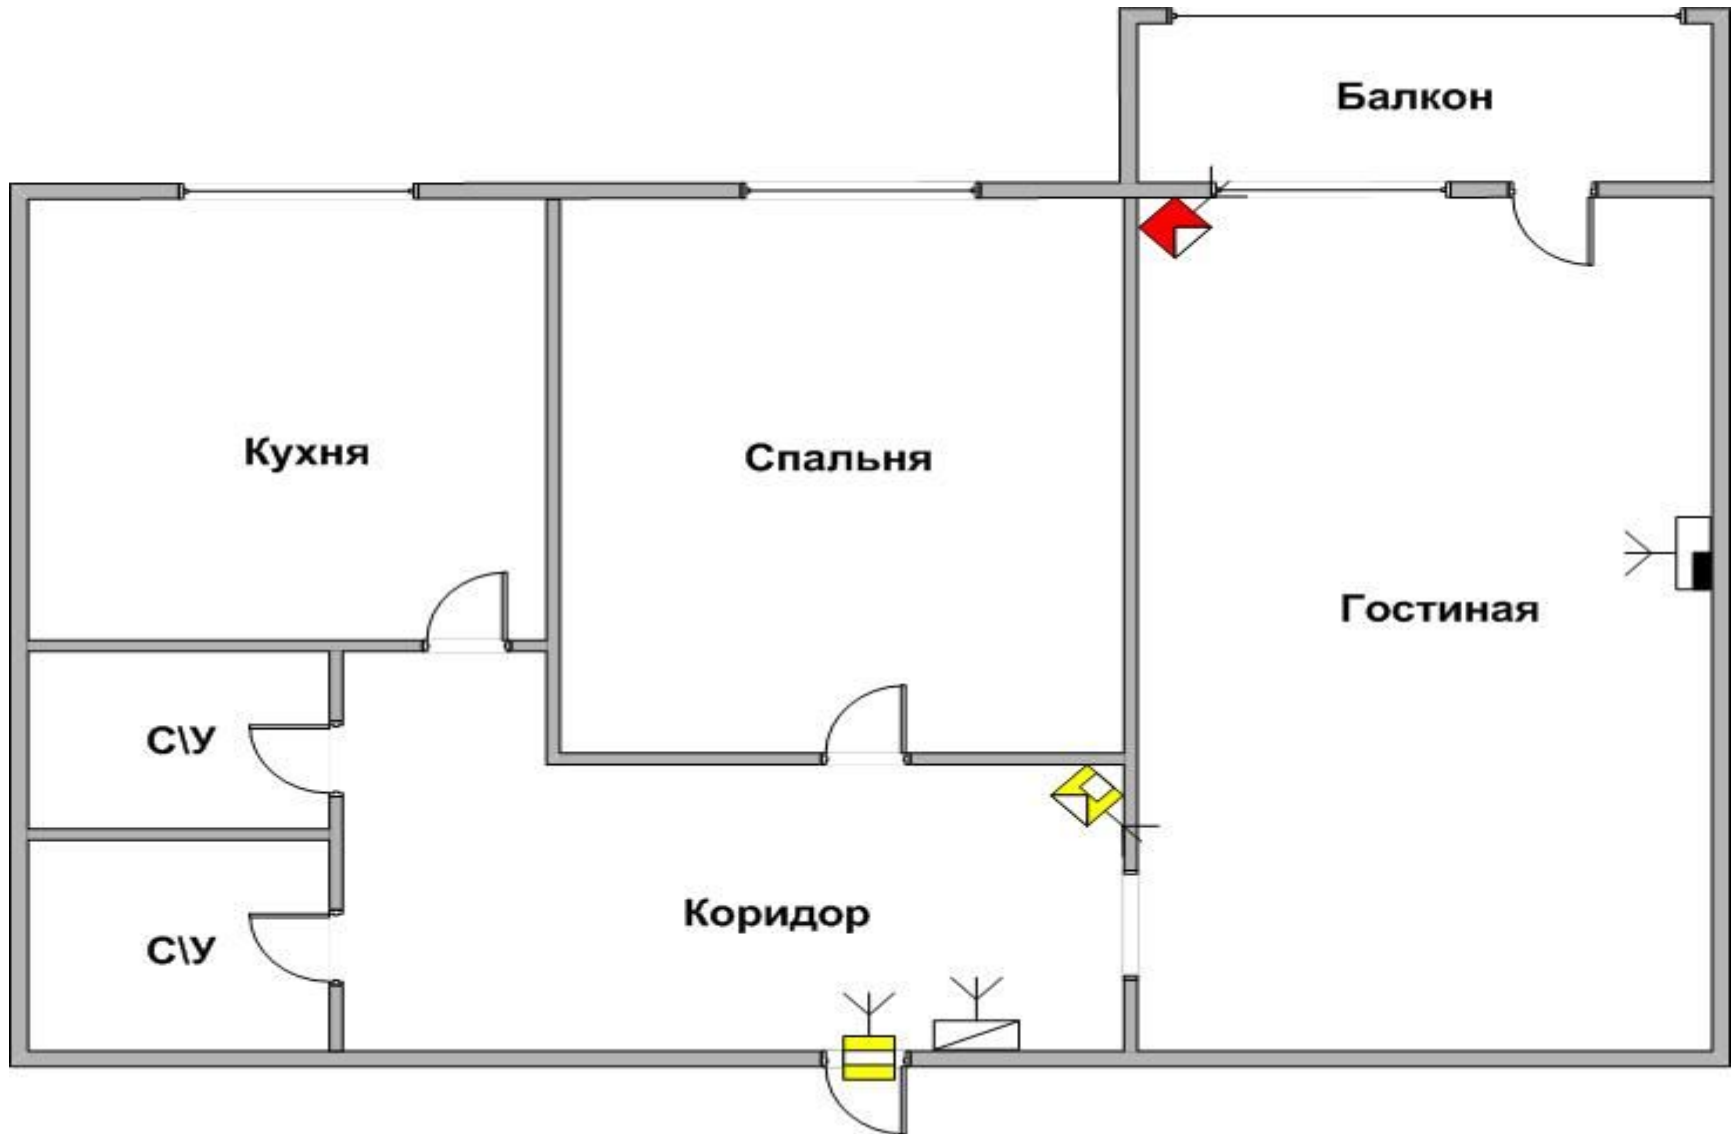 Балкон
Кухня
Спальня
Гостиная
С\У
Коридор
С\У